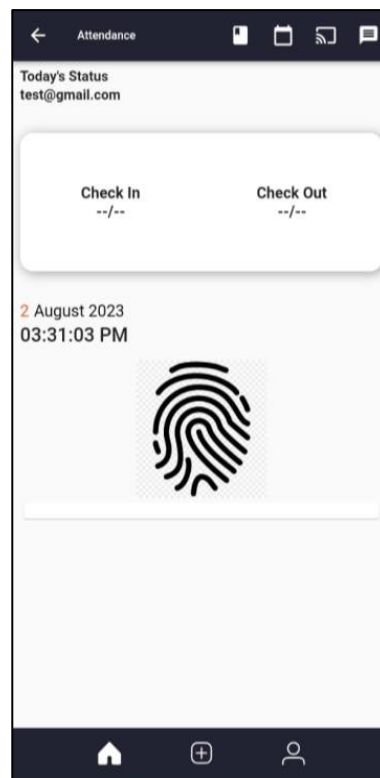 Attendance
Today's Status
test@gmail.com
Check In Check Out
--/-- --/--
2 August 2023
03:31:03 PM